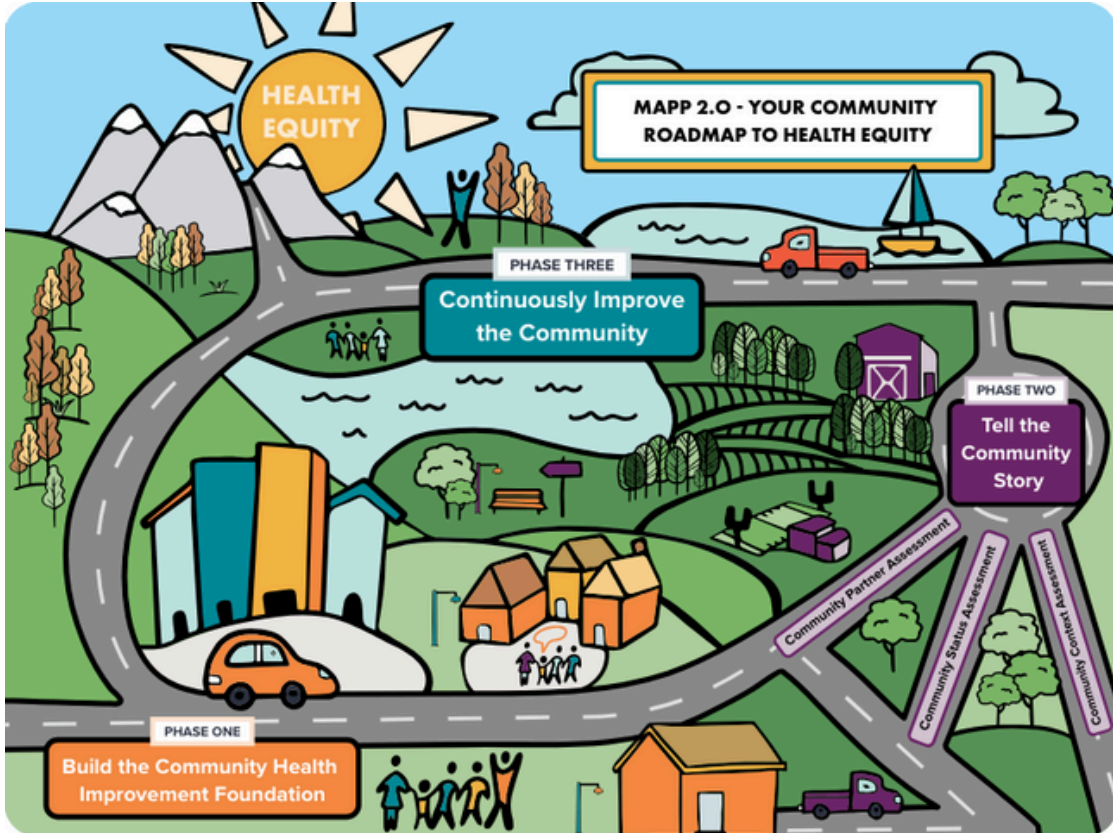 HEALTH
EQUITY
MAPP 2.0 - YOUR COMMUNITY
ROADMAP TO HEALTH EQUITY
PHASE THREE
Continuously Improve
the Community
PHASE TWO
Tell the
Community
Story
Community Partner Assessment
Community Status Assessment
Community Context Assessment
PHASE ONE
Build the Community Health
Improvement Foundation